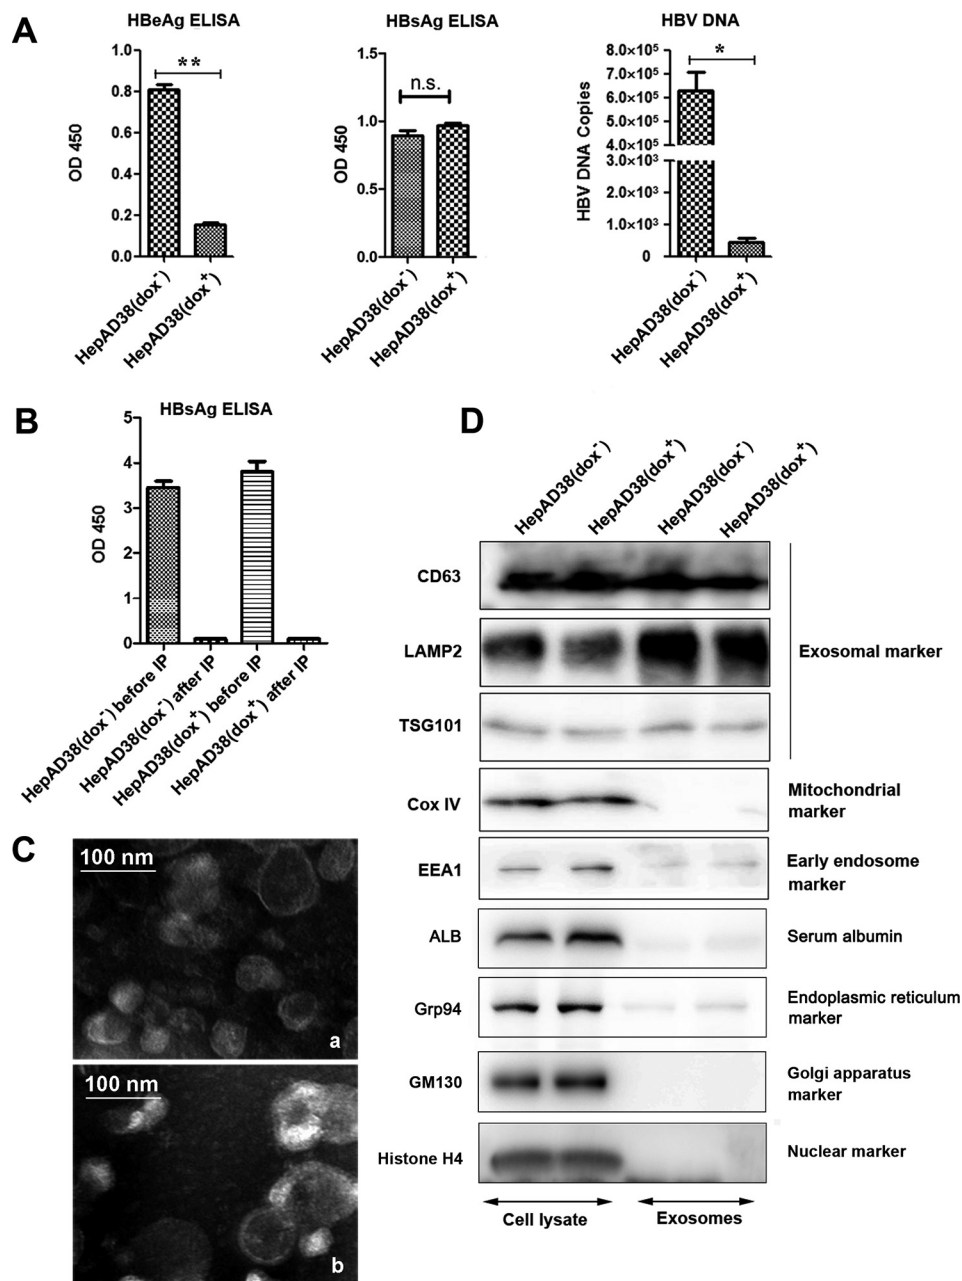 A
HBeAg ELISA
1.0
0.8
0.6
0.4
0.2
0.0
OD 450
**
HepAD38(dox-)
HepAD38(dox+)
HBsAg ELISA
1.5
1.0
0.5
0.0
OD 450
n.s.
HepAD38(dox-)
HepAD38(dox+)
HBV DNA
8.0×10⁵
7.0×10⁵
6.0×10⁵
5.0×10⁵
4.0×10⁵
3.0×10³
2.0×10³
1.0×10³
0
HBV DNA Copies
*
HepAD38(dox-)
HepAD38(dox+)
B
HBsAg ELISA
5
4
3
2
1
0
OD 450
HepAD38(dox-) before IP
HepAD38(dox-) after IP
HepAD38(dox+) before IP
HepAD38(dox+) after IP
C
100 nm
a
100 nm
b
D
HepAD38(dox-)
HepAD38(dox+)
HepAD38(dox-)
HepAD38(dox+)
CD63
LAMP2
Exosomal marker
TSG101
Cox IV
Mitochondrial
marker
EEA1
Early endosome
marker
ALB
Serum albumin
Grp94
Endoplasmic reticulum
marker
GM130
Golgi apparatus
marker
Histone H4
Nuclear marker
Cell lysate
Exosomes